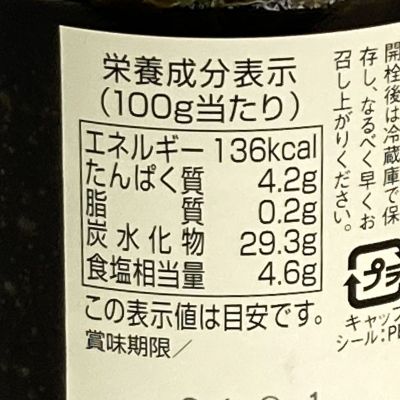 栄養成分表示
(100g当たり)
エネルギー 136kcal
たんぱく質 4.2g
脂質 0.2g
炭水化物 29.3g
食塩相当量 4.6g
この表示値は目安です。
賞味期限/
開栓後は冷蔵庫で保
存し、なるべく早くお
召し上がりください。
プラ
キャップ
シール:P